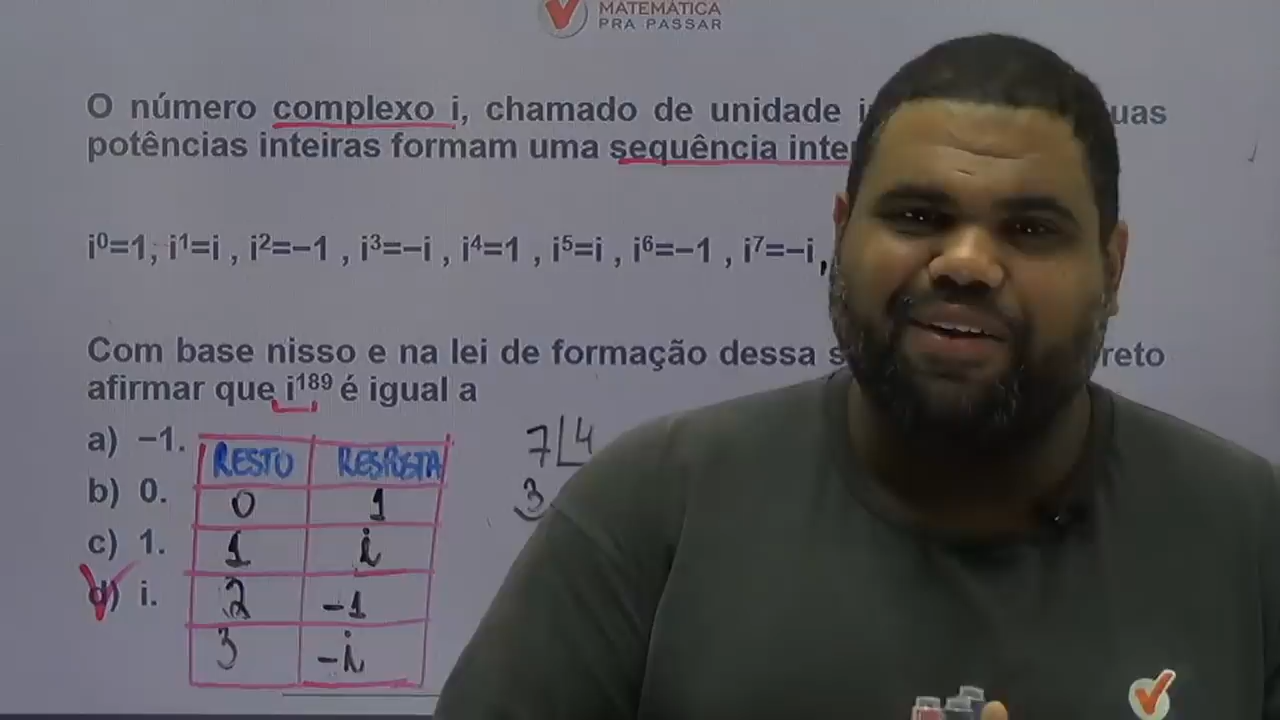 MATEMÁTICA
PRA PASSAR
O número complexo i, chamado de unidade
potências inteiras formam uma sequência
i⁰=1, i¹=i , i²=−1 , i³=−i , i⁴=1 , i⁵=i , i⁶=−1 , i⁷=−i,
Com base nisso e na lei de formação dessa
afirmar que i¹⁸⁹ é igual a
a) −1.
b) 0.
c) 1.
d) i.
RESTO RESPOSTA
0 1
1 i
2 -1
3 -i
7 4
3